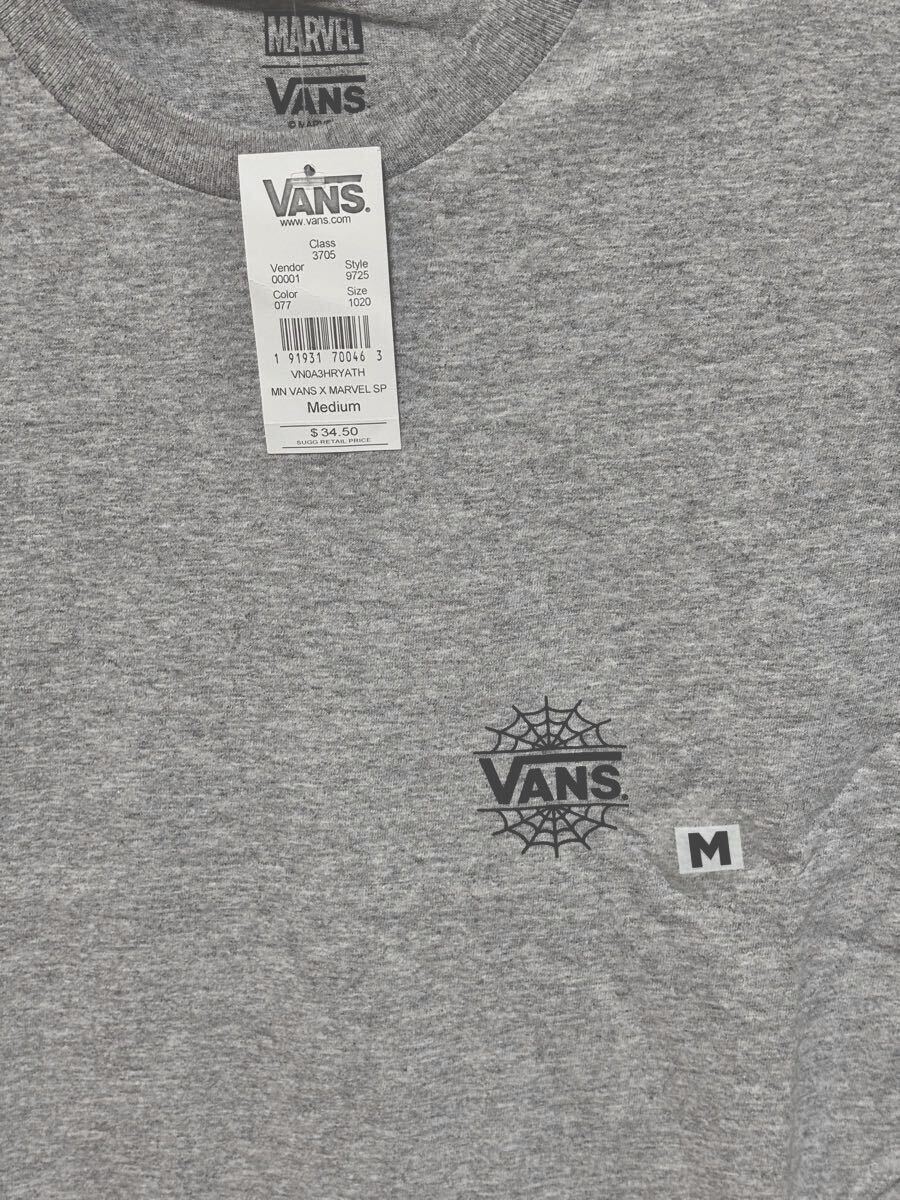 MARVEL
VANS
© MARVEL
VANS.
www.vans.com
Class
3705
Vendor Style
00001 9725
Color Size
077 1020
1 91931 70046 3
VN0A3HRYATH
MN VANS X MARVEL SP
Medium
$ 34.50
SUGG RETAIL PRICE
VANS.
M